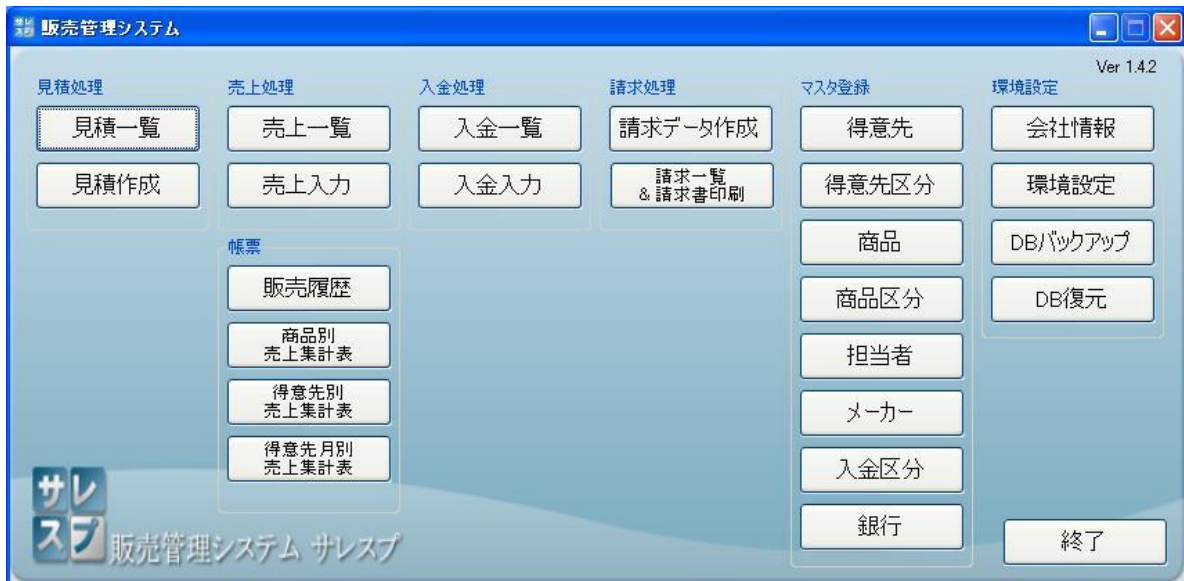 サレスプ 販売管理システム
Ver 1.4.2
見積処理
見積一覧
見積作成
売上処理
売上一覧
売上入力
入金処理
入金一覧
入金入力
請求処理
請求データ作成
請求一覧
&請求書印刷
マスタ登録
得意先
得意先区分
商品
商品区分
担当者
メーカー
入金区分
銀行
環境設定
会社情報
環境設定
DBバックアップ
DB復元
帳票
販売履歴
商品別
売上集計表
得意先別
売上集計表
得意先月別
売上集計表
サレ
スプ
販売管理システム サレスプ
終了